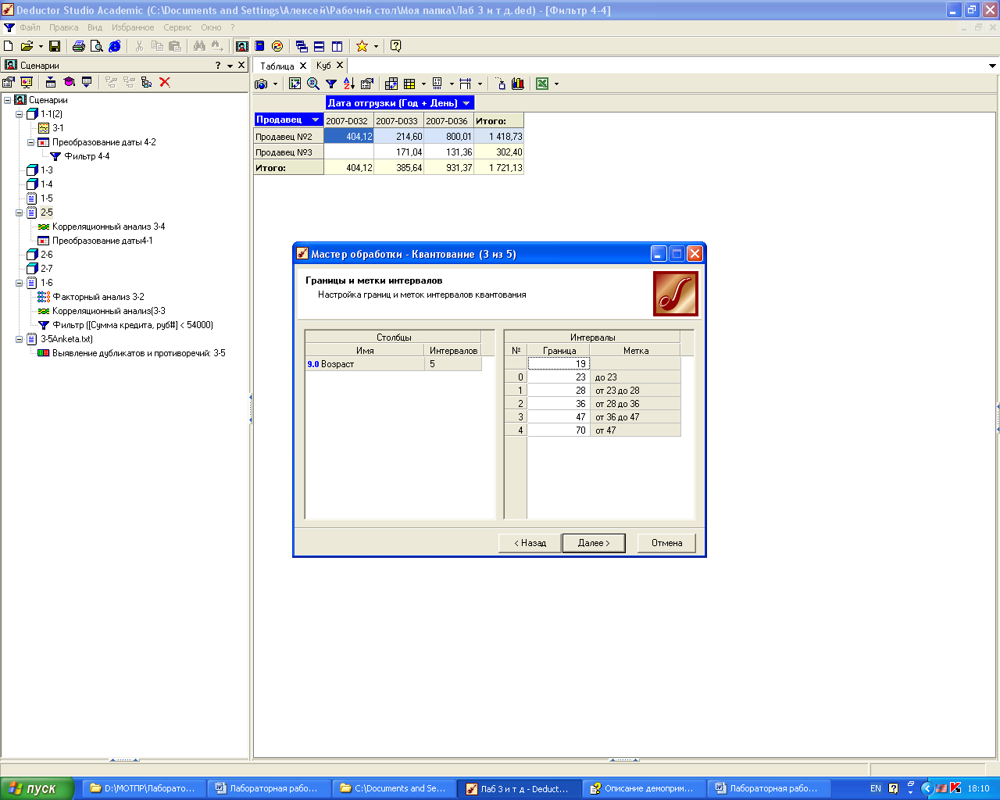 Deductor Studio Academic (C:\Documents and Settings\Алексей\Рабочий стол\Моя папка\Лаб 3 и т д.ded) - [Фильтр 4-4]
Файл Правка Вид Избранное Сервис Окно ?
Сценарии ?
Таблица Куб
Сценарии
1-1(2)
3-1
Преобразование даты 4-2
Фильтр 4-4
1-3
1-4
1-5
2-5
Корреляционный анализ 3-4
Преобразование даты4-1
2-6
2-7
1-6
Факторный анализ 3-2
Корреляционный анализ(3-3
Фильтр ([Сумма кредита, руб#] < 54000)
3-5Anketa.txt)
Выявление дубликатов и противоречий: 3-5
Дата отгрузки (Год + День)
Продавец 2007-D032 2007-D033 2007-D036 Итого:
Продавец №2 404,12 214,60 800,01 1 418,73
Продавец №3 171,04 131,36 302,40
Итого: 404,12 385,64 931,37 1 721,13
Мастер обработки - Квантование (3 из 5)
Границы и метки интервалов
Настройка границ и меток интервалов квантования
Столбцы
Имя Интервалов
9.0 Возраст 5
Интервалы
№ Граница Метка
19
0 23 до 23
1 28 от 23 до 28
2 36 от 28 до 36
3 47 от 36 до 47
4 70 от 47
< Назад Далее > Отмена
пуск D:\МОТПР\Лаборато... Лабораторная рабо... C:\Documents and Se... Лаб 3 и т д - Deduct... Описание демоприм... Лабораторная рабо... EN 18:10